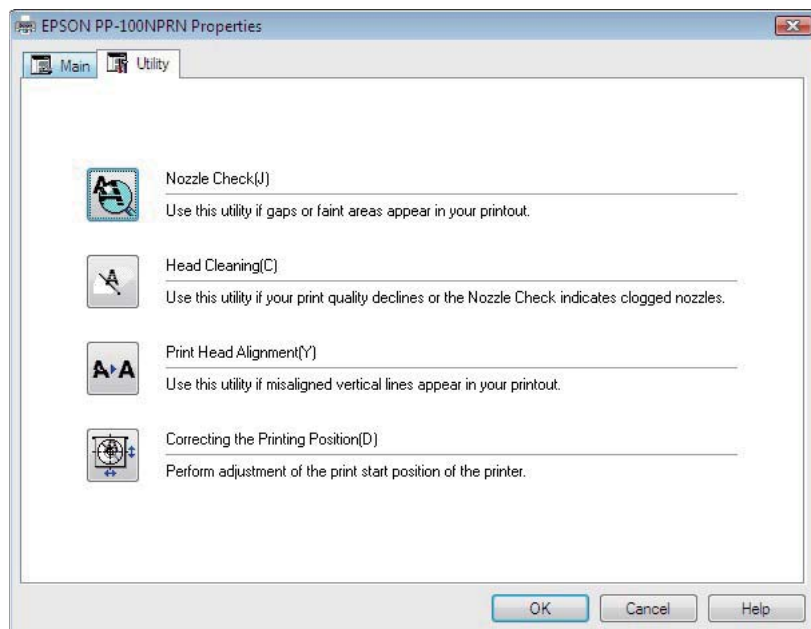 EPSON PP-100NPRN Properties
Main
Utility
Nozzle Check(J)
Use this utility if gaps or faint areas appear in your printout.
Head Cleaning(C)
Use this utility if your print quality declines or the Nozzle Check indicates clogged nozzles.
Print Head Alignment(Y)
Use this utility if misaligned vertical lines appear in your printout.
Correcting the Printing Position(D)
Perform adjustment of the print start position of the printer.
OK
Cancel
Help